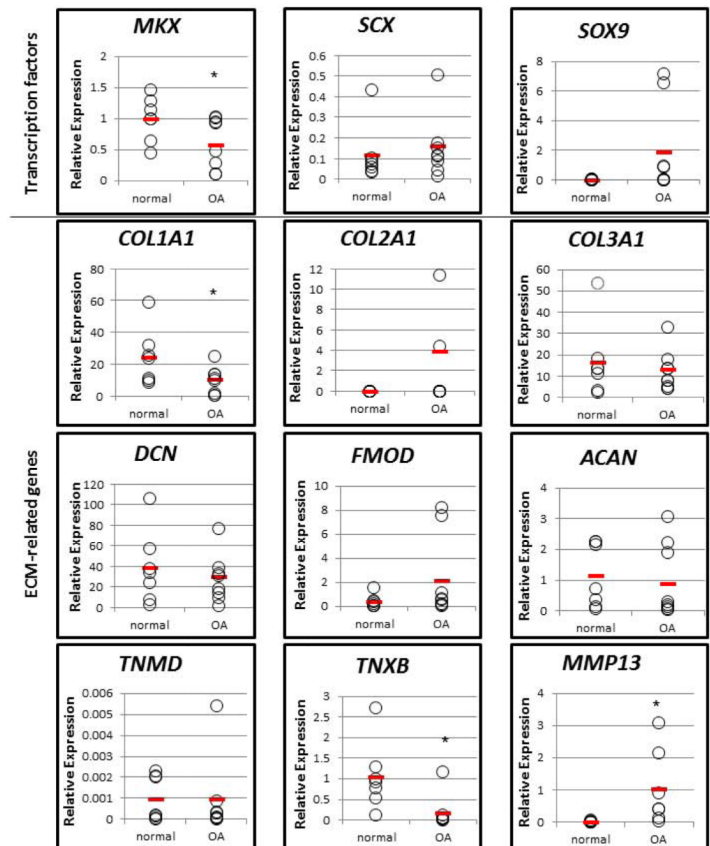 Transcription factors
MKX
Relative Expression
2
1.5
1
0.5
0
*
normal OA
SCX
Relative Expression
0.6
0.5
0.4
0.3
0.2
0.1
0
normal OA
SOX9
Relative Expression
8
6
4
2
0
normal OA
ECM-related genes
COL1A1
Relative Expression
80
60
40
20
0
*
normal OA
COL2A1
Relative Expression
12
10
8
6
4
2
0
normal OA
COL3A1
Relative Expression
60
50
40
30
20
10
0
normal OA
DCN
Relative Expression
120
100
80
60
40
20
0
normal OA
FMOD
Relative Expression
10
8
6
4
2
0
normal OA
ACAN
Relative Expression
4
3
2
1
0
normal OA
TNMD
Relative Expression
0.006
0.005
0.004
0.003
0.002
0.001
0
normal OA
TNXB
Relative Expression
3
2.5
2
1.5
1
0.5
0
*
normal OA
MMP13
Relative Expression
4
3
2
1
0
*
normal OA